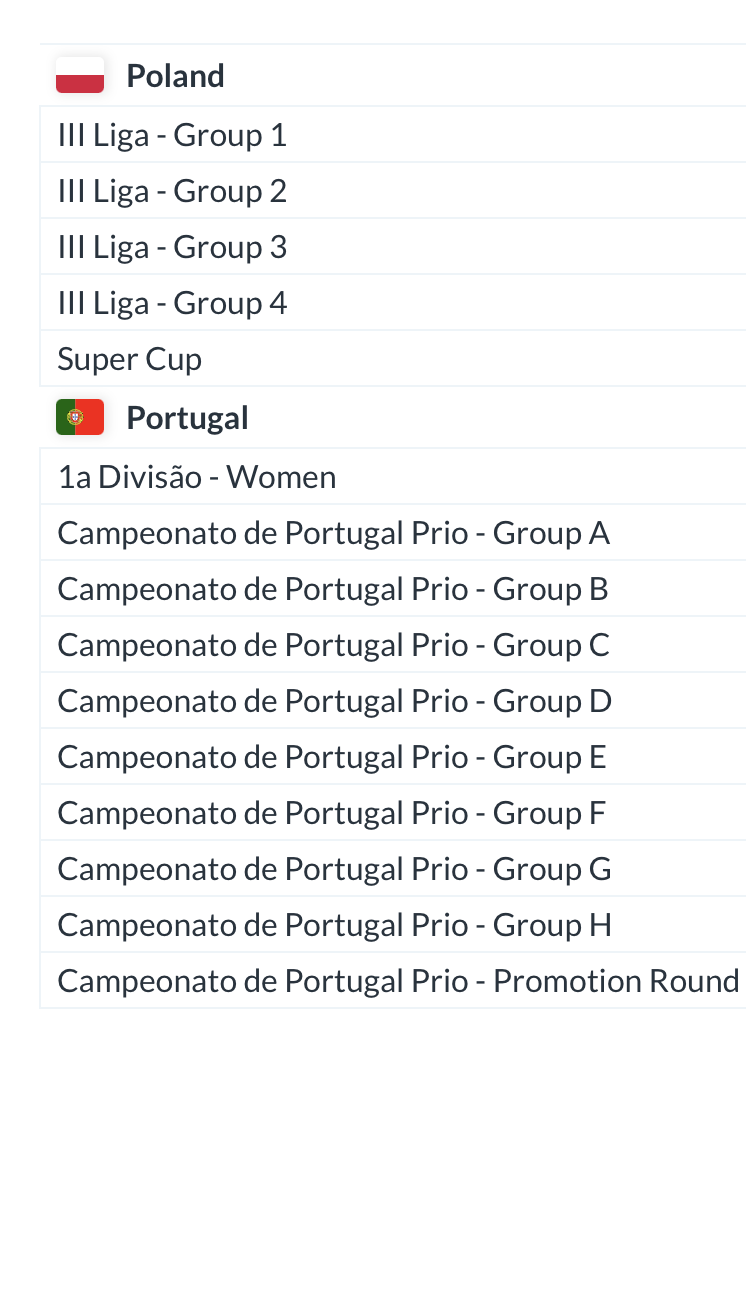 Poland
III Liga - Group 1
III Liga - Group 2
III Liga - Group 3
III Liga - Group 4
Super Cup
Portugal
1a Divisão - Women
Campeonato de Portugal Prio - Group A
Campeonato de Portugal Prio - Group B
Campeonato de Portugal Prio - Group C
Campeonato de Portugal Prio - Group D
Campeonato de Portugal Prio - Group E
Campeonato de Portugal Prio - Group F
Campeonato de Portugal Prio - Group G
Campeonato de Portugal Prio - Group H
Campeonato de Portugal Prio - Promotion Round